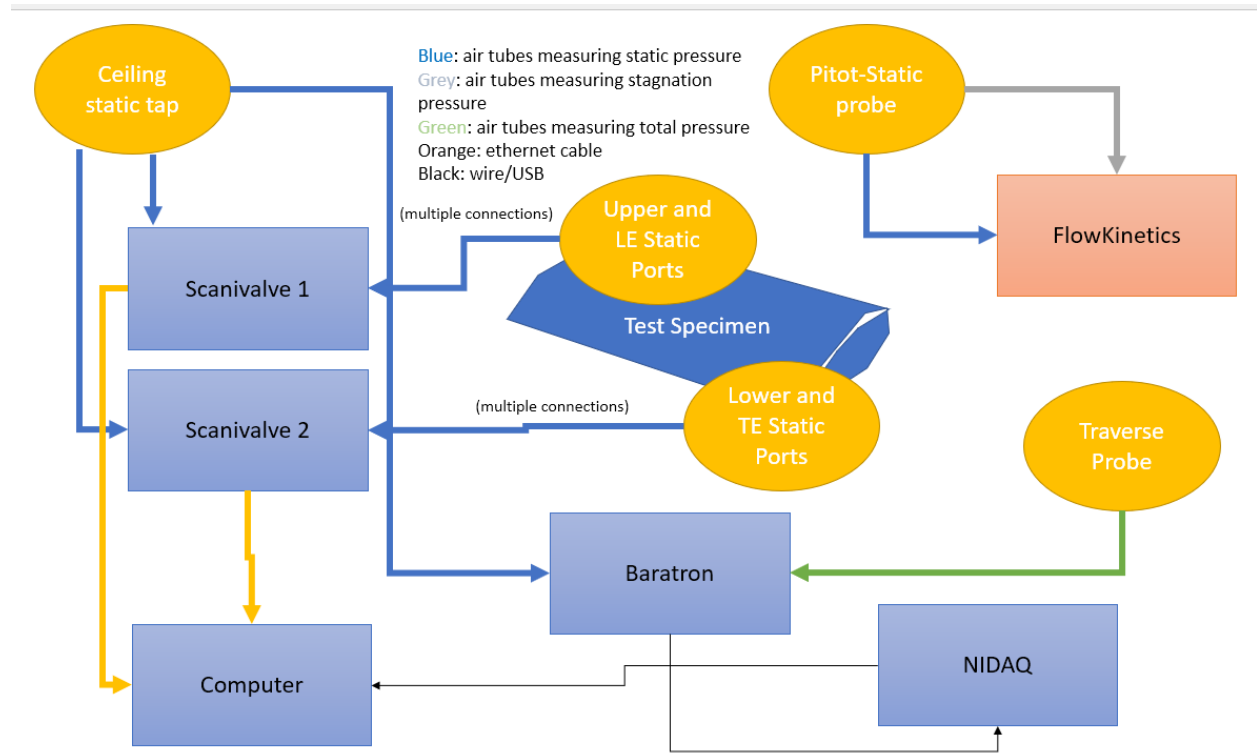 Ceiling
static tap
Blue: air tubes measuring static pressure
Grey: air tubes measuring stagnation
pressure
Green: air tubes measuring total pressure
Orange: ethernet cable
Black: wire/USB
Pitot-Static
probe
(multiple connections)
Upper and
LE Static
Ports
FlowKinetics
Scanivalve 1
Test Specimen
(multiple connections)
Lower and
TE Static
Ports
Scanivalve 2
Traverse
Probe
Baratron
NIDAQ
Computer